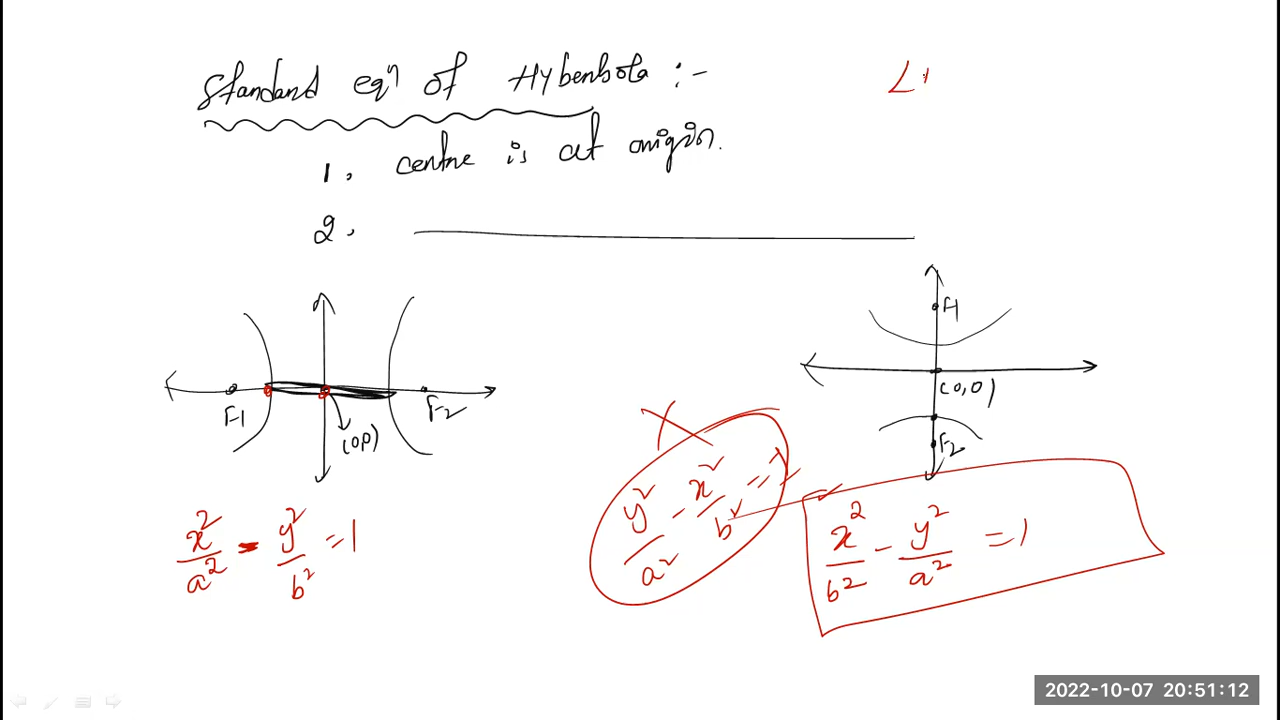 Standard eqⁿ of Hyberbola :-
1. centre is at origin.
2.
F1
(0,0)
F2
F1
(0,0)
F2
x²/a² - y²/b² = 1
y²/a² - x²/b² = 1
x²/b² - y²/a² = 1
2022-10-07 20:51:12